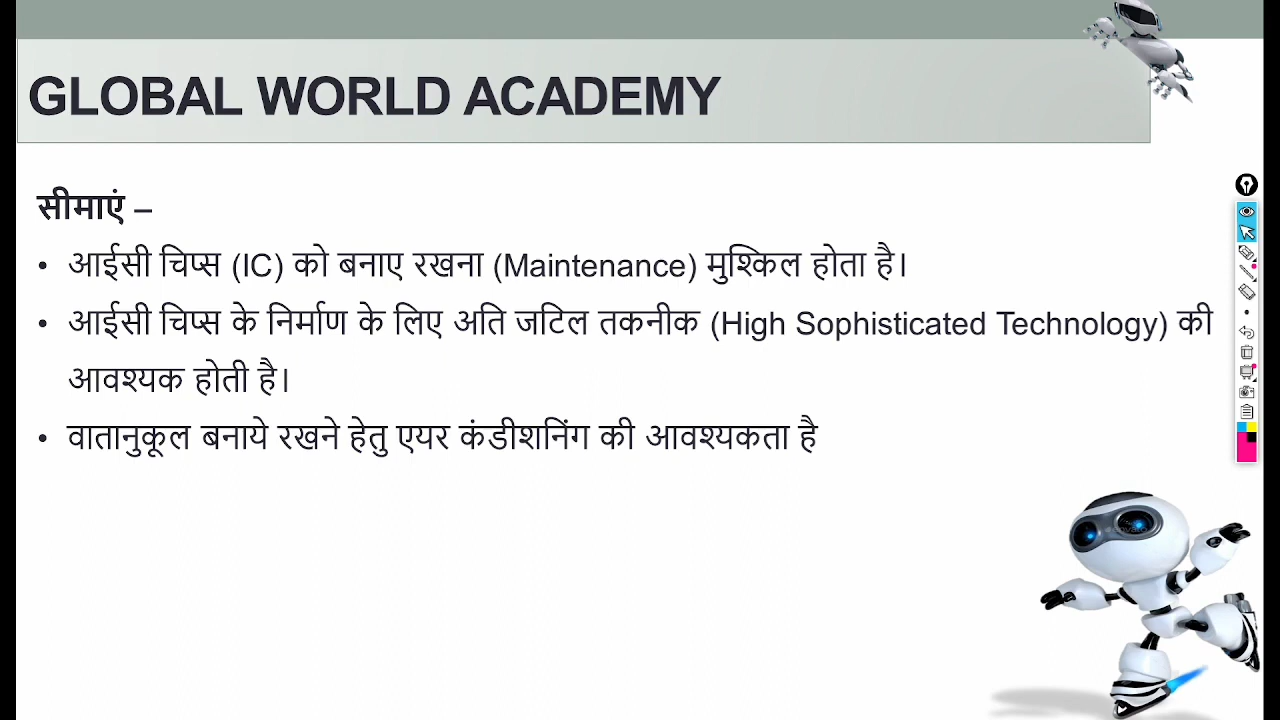 GLOBAL WORLD ACADEMY
सीमाएं –
• आईसी चिप्स (IC) को बनाए रखना (Maintenance) मुश्किल होता है।
• आईसी चिप्स के निर्माण के लिए अति जटिल तकनीक (High Sophisticated Technology) की
आवश्यक होती है।
• वातानुकूल बनाये रखने हेतु एयर कंडीशनिंग की आवश्यकता है